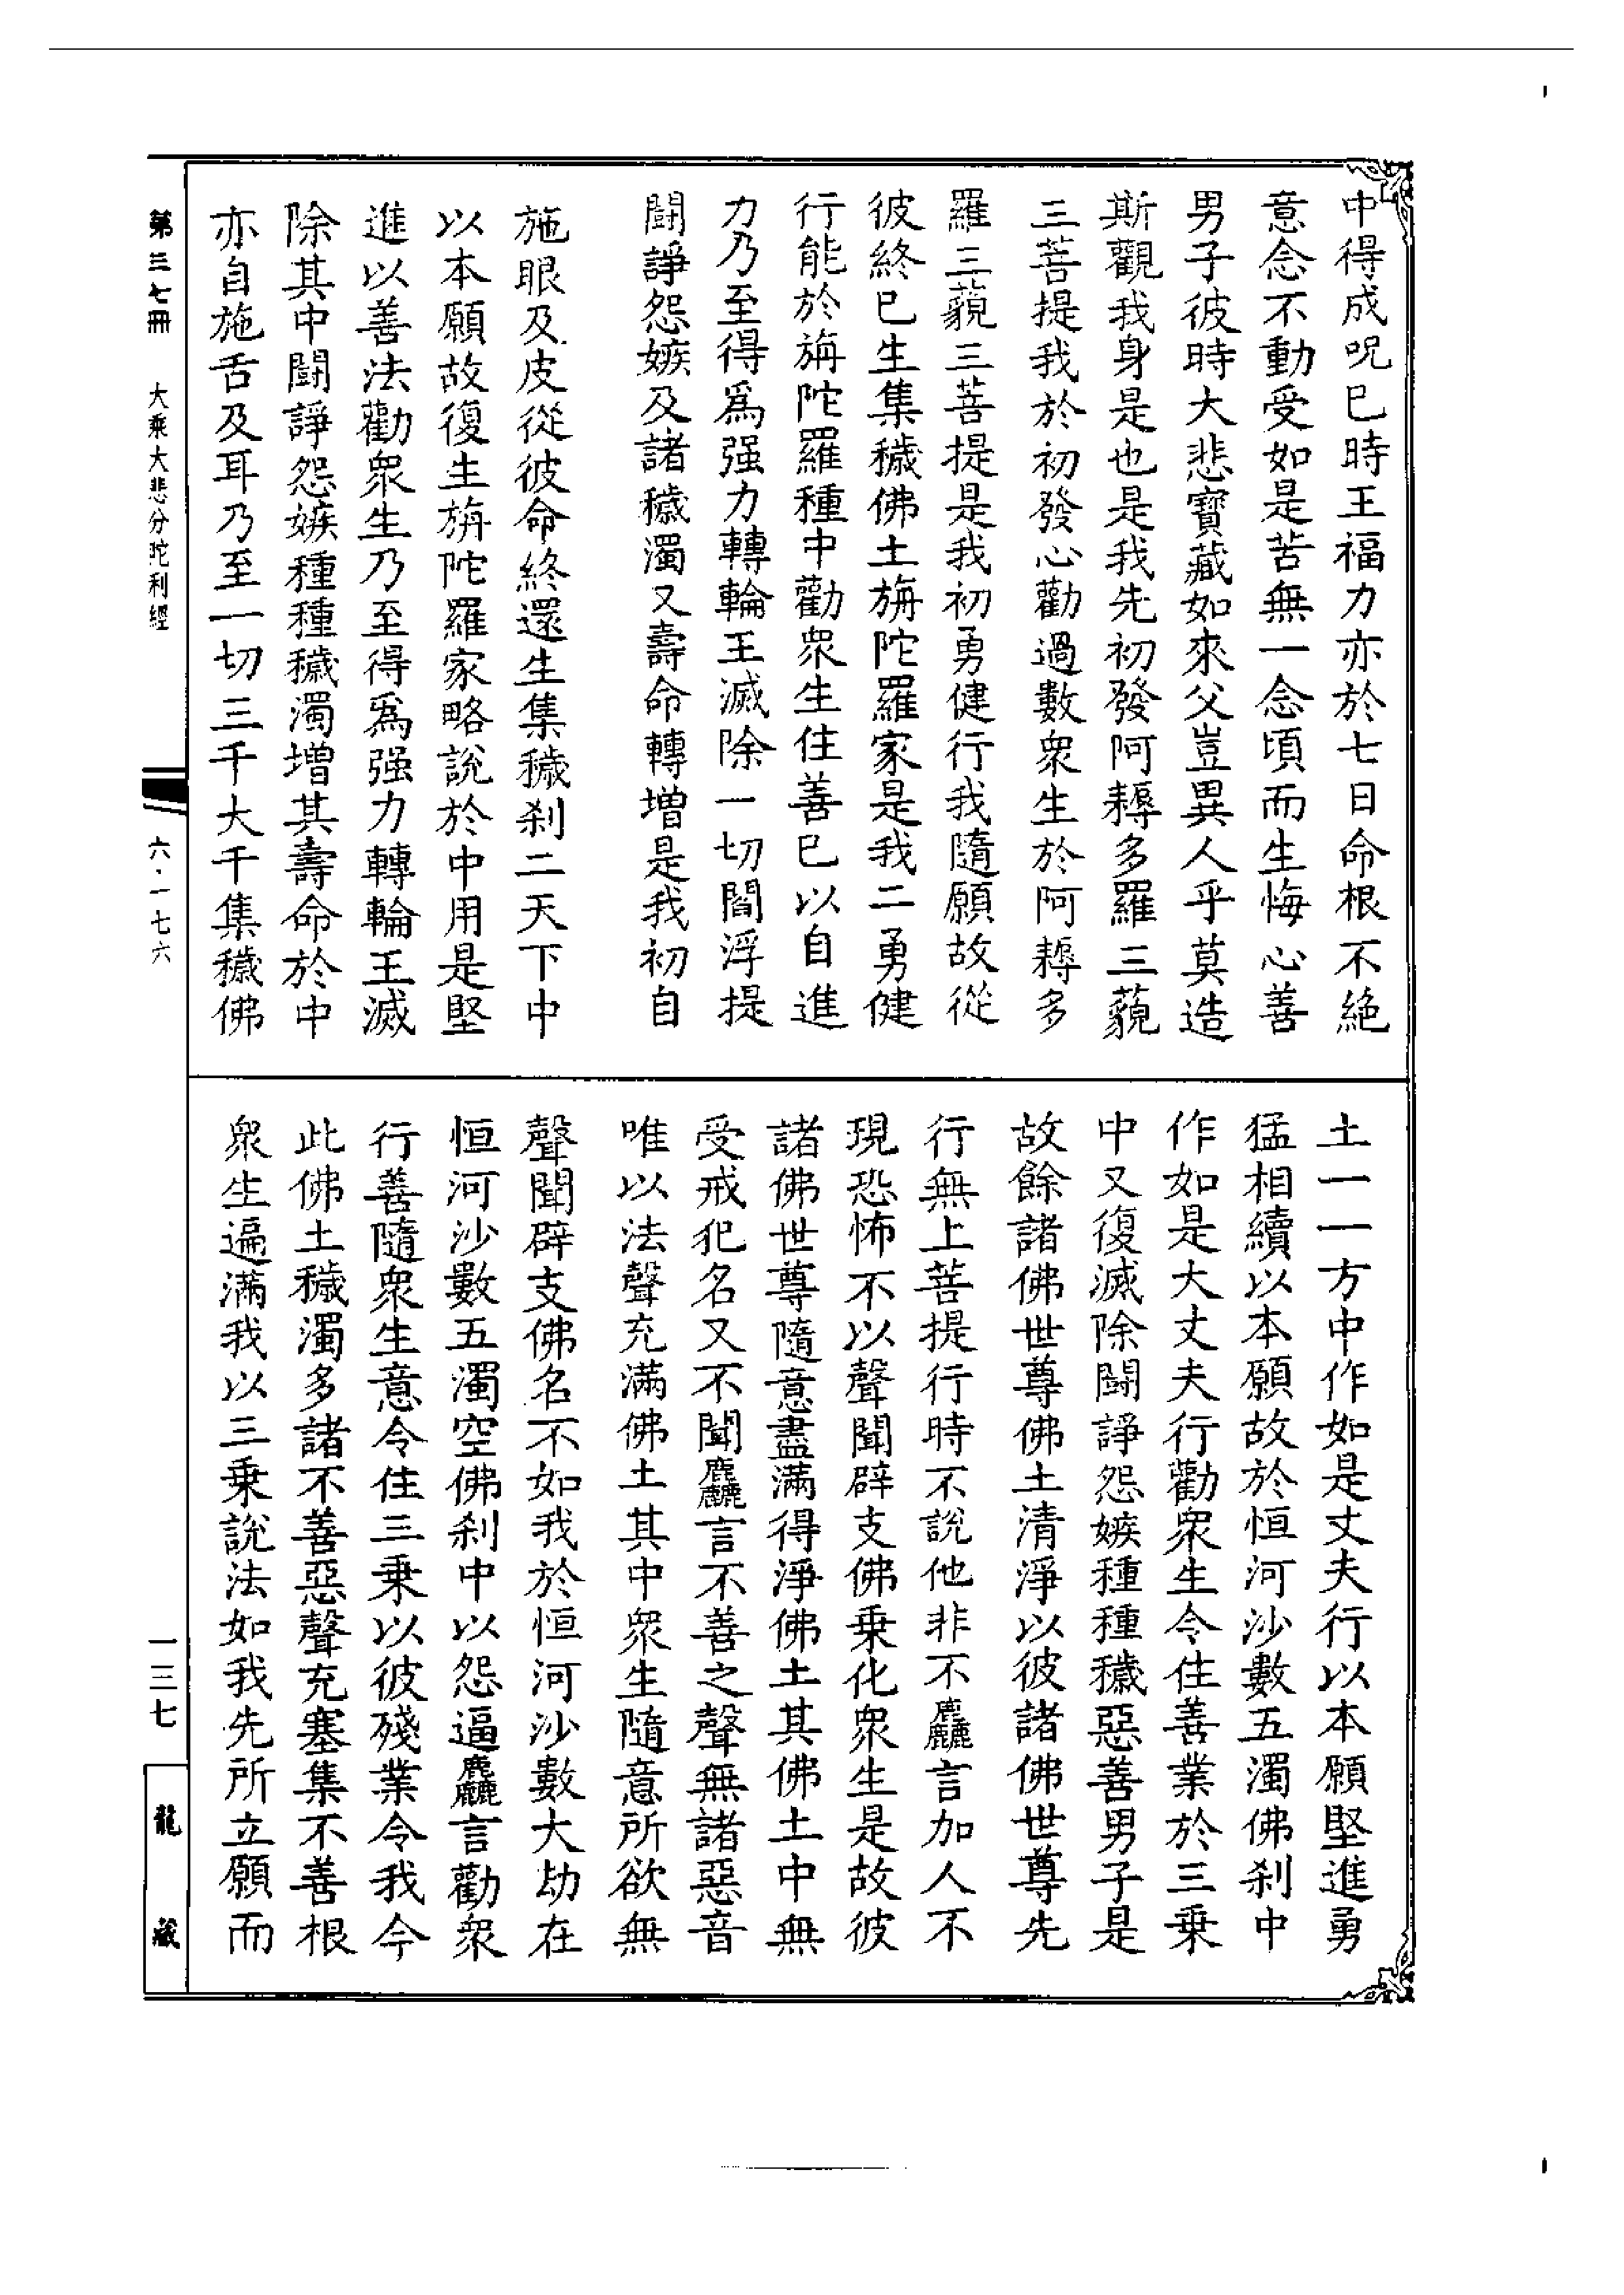 中得成呪已時王福力亦於七日命根不絶
意念不動受如是苦無一念頃而生悔心善
男子彼時大悲寶藏如來父豈異人乎莫造
斯觀我身是也是我先初發阿耨多羅三藐
三菩提我於初發心勸過數衆生於阿耨多
羅三藐三菩提是我初勇健行我隨願故從
彼終已生集穢佛土旃陀羅家是我二勇健
行能於旃陀羅種中勸衆生住善已以自進
力乃至得爲强力轉輪王滅除一切閻浮提
鬪諍怨嫉及諸穢濁又壽命轉增是我初自
施眼及皮從彼命終還生集穢刹二天下中
以本願故復生旃陀羅家略說於中用是堅
進以善法勸衆生乃至得爲强力轉輪王滅
除其中鬪諍怨嫉種種穢濁增其壽命於中
亦自施舌及耳乃至一切三千大千集穢佛
土一一方中作如是丈夫行以本願堅進勇
猛相續以本願故於恒河沙數五濁佛刹中
作如是大丈夫行勸衆生令住善業於三乗
中又復滅除鬪諍怨嫉種種穢惡善男子是
故餘諸佛世尊佛土清淨以彼諸佛世尊先
行無上菩提行時不說他非不麤言加人不
現恐怖不以聲聞辟支佛乗化衆生是故彼
諸佛世尊隨意盡滿得淨佛土其佛土中無
受戒犯名又不聞麤言不善之聲無諸惡音
唯以法聲充滿佛土其中衆生隨意所欲無
聲聞辟支佛名不如我於恒河沙數大劫在
恒河沙數五濁空佛刹中以怨逼麤言勸衆
行善隨衆生意令住三乗以彼殘業令我今
此佛土穢濁多諸不善惡聲充塞集不善根
衆生遍滿我以三乗說法如我先所立願而
第三七冊 大乘大悲分陀利經 六·一七六
一三七
龍藏